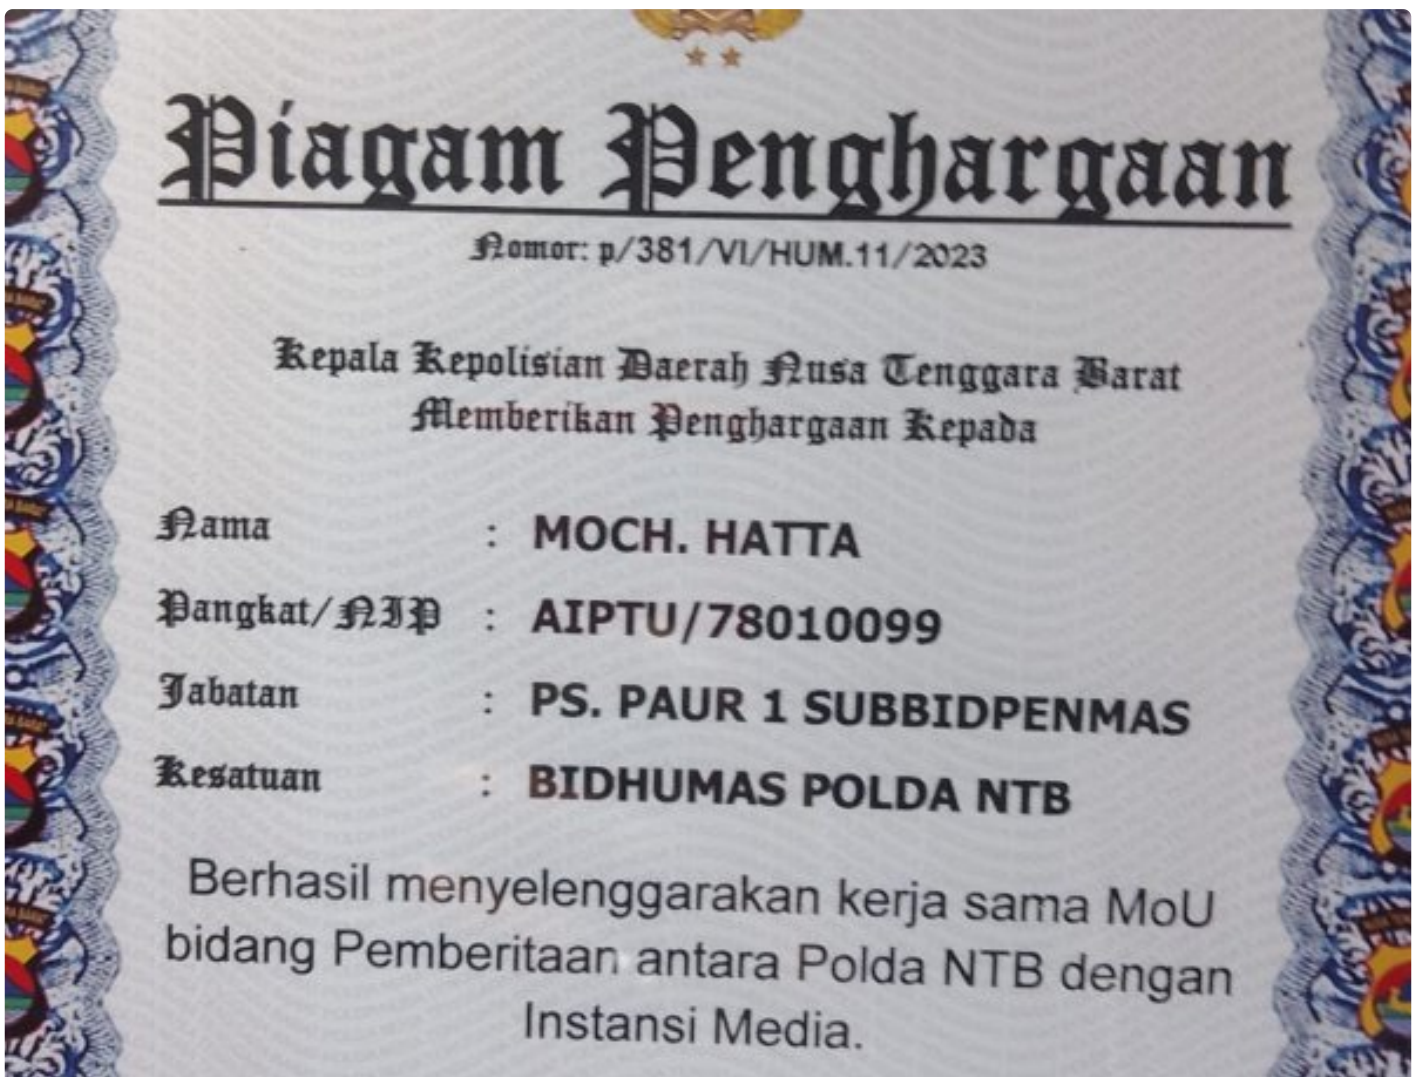 Piagam Penghargaan
Nomor: p/381/VI/HUM.11/2023
Kepala Kepolisian Daerah Nusa Tenggara Barat
Memberikan Penghargaan Kepada
Nama : MOCH. HATTA
Pangkat/NIP : AIPTU/78010099
Jabatan : PS. PAUR 1 SUBBIDPENMAS
Kesatuan : BIDHUMAS POLDA NTB
Berhasil menyelenggarakan kerja sama MoU
bidang Pemberitaan antara Polda NTB dengan
Instansi Media.